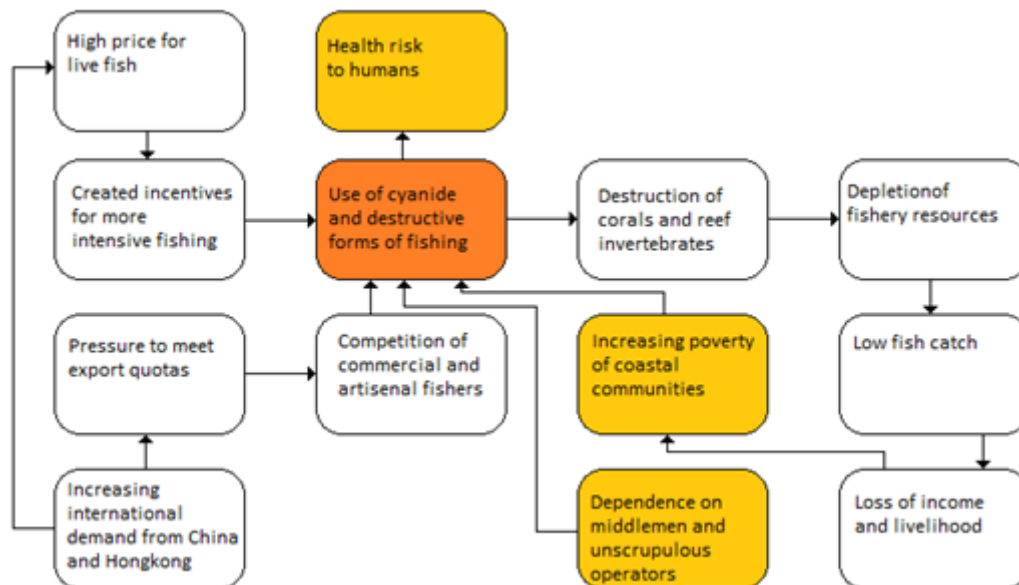 High price for
live fish
Health risk
to humans
Created incentives
for more
intensive fishing
Use of cyanide
and destructive
forms of fishing
Destruction of
corals and reef
invertebrates
Depletionof
fishery resources
Pressure to meet
export quotas
Competition of
commercial and
artisenal fishers
Increasing poverty
of coastal
communities
Low fish catch
Increasing
international
demand from China
and Hongkong
Dependence on
middlemen and
unscrupulous
operators
Loss of income
and livelihood